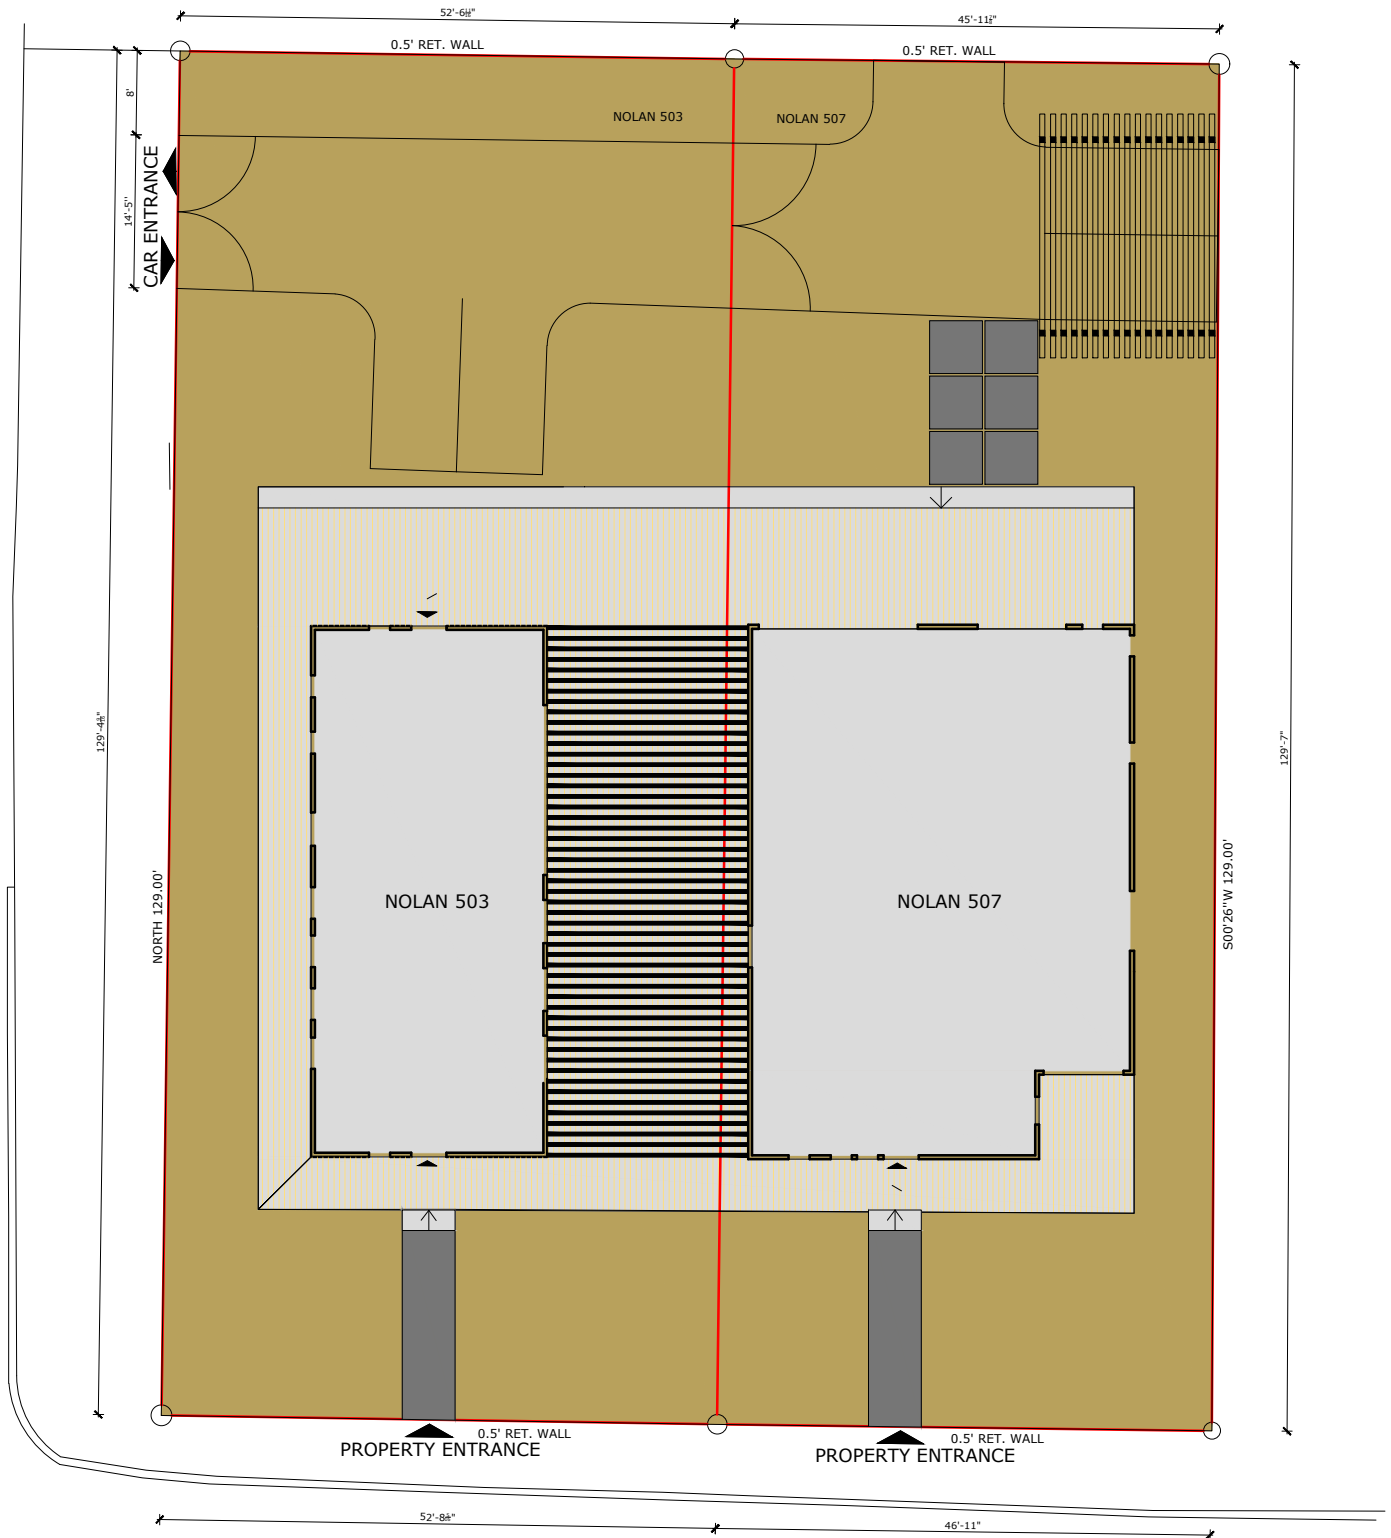 52'-6
45'-11
0.5' RET. WALL
0.5' RET. WALL
8'
NOLAN 503
NOLAN 507
14'-5"
CAR ENTRANCE
129'-4
129'-7"
NOLAN 503
NOLAN 507
NORTH 129.00'
S00'26"W 129.00'
0.5' RET. WALL
0.5' RET. WALL
PROPERTY ENTRANCE
PROPERTY ENTRANCE
52'-8
46'-11"